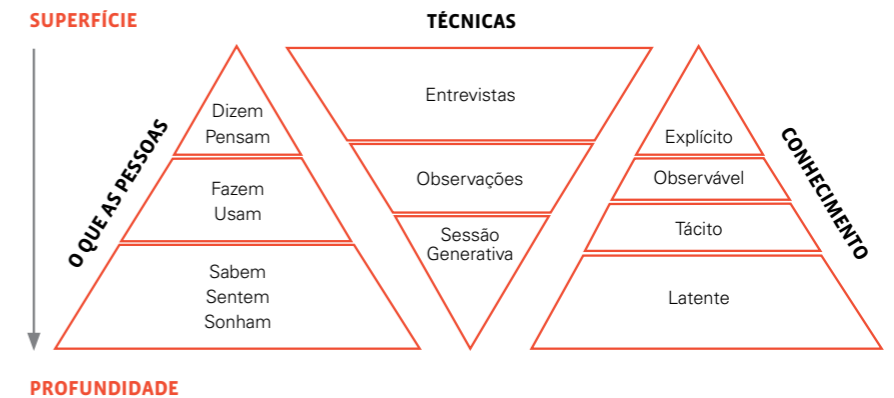 SUPERFÍCIE
TÉCNICAS
O QUE AS PESSOAS
Dizem
Pensam
Fazem
Usam
Sabem
Sentem
Sonham
Entrevistas
Observações
Sessão
Generativa
Explícito
Observável
Tácito
Latente
CONHECIMENTO
PROFUNDIDADE